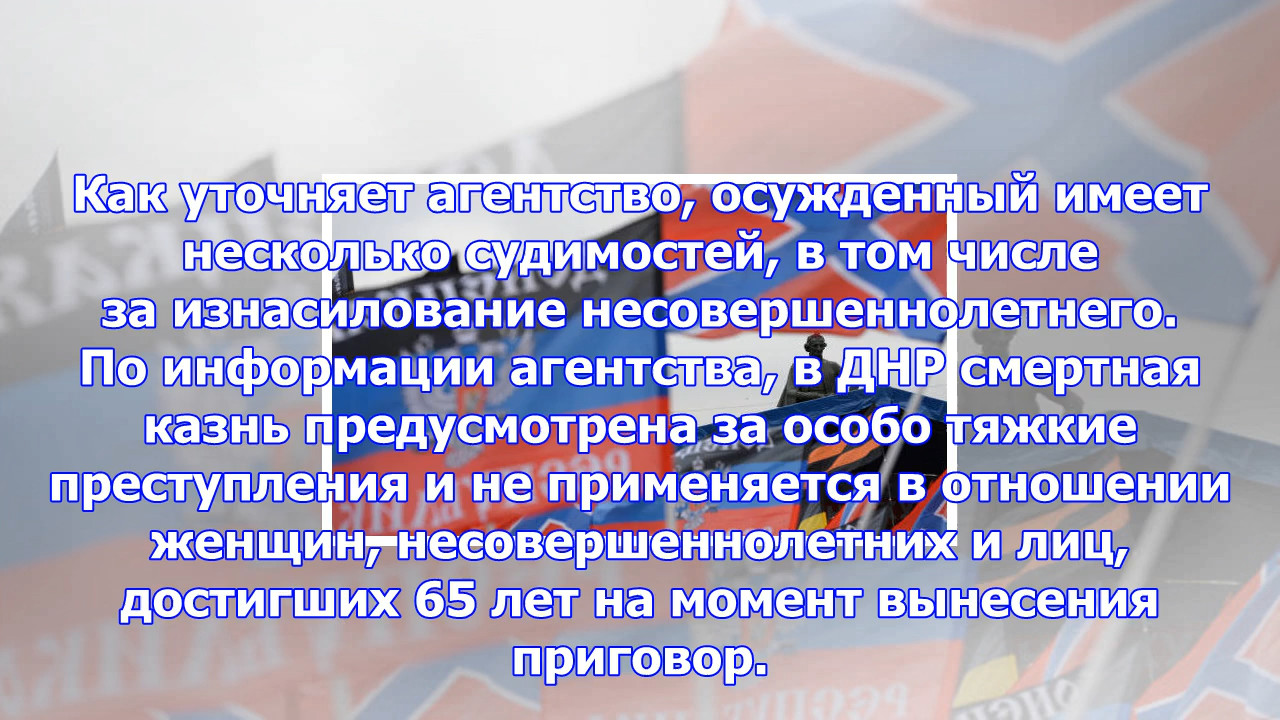 Как уточняет агентство, осужденный имеет
несколько судимостей, в том числе
за изнасилование несовершеннолетнего.
По информации агентства, в ДНР смертная
казнь предусмотрена за особо тяжкие
преступления и не применяется в отношении
женщин, несовершеннолетних и лиц,
достигших 65 лет на момент вынесения
приговор.